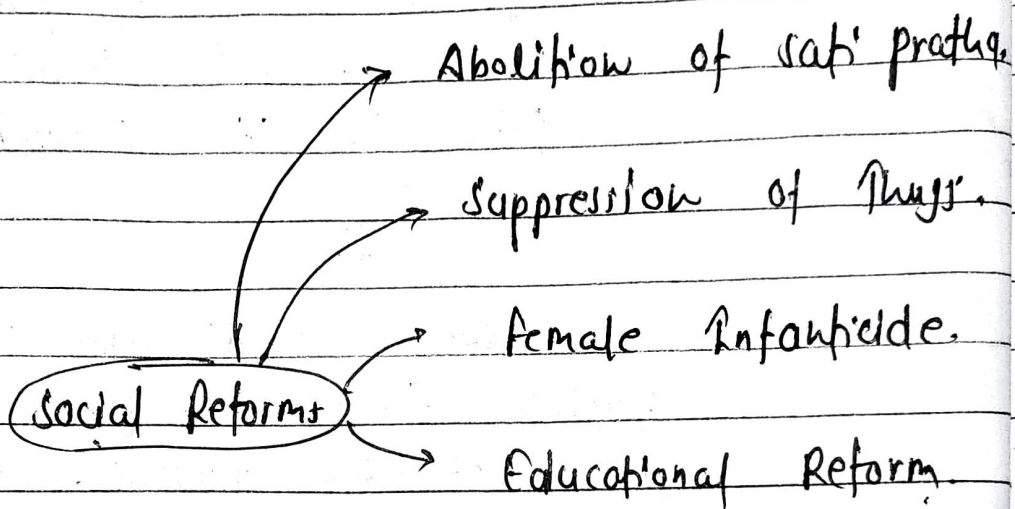 Abolition of sati pratha.
Suppression of Thugs.
Female Infanticide.
Social Reforms
Educational Reform.